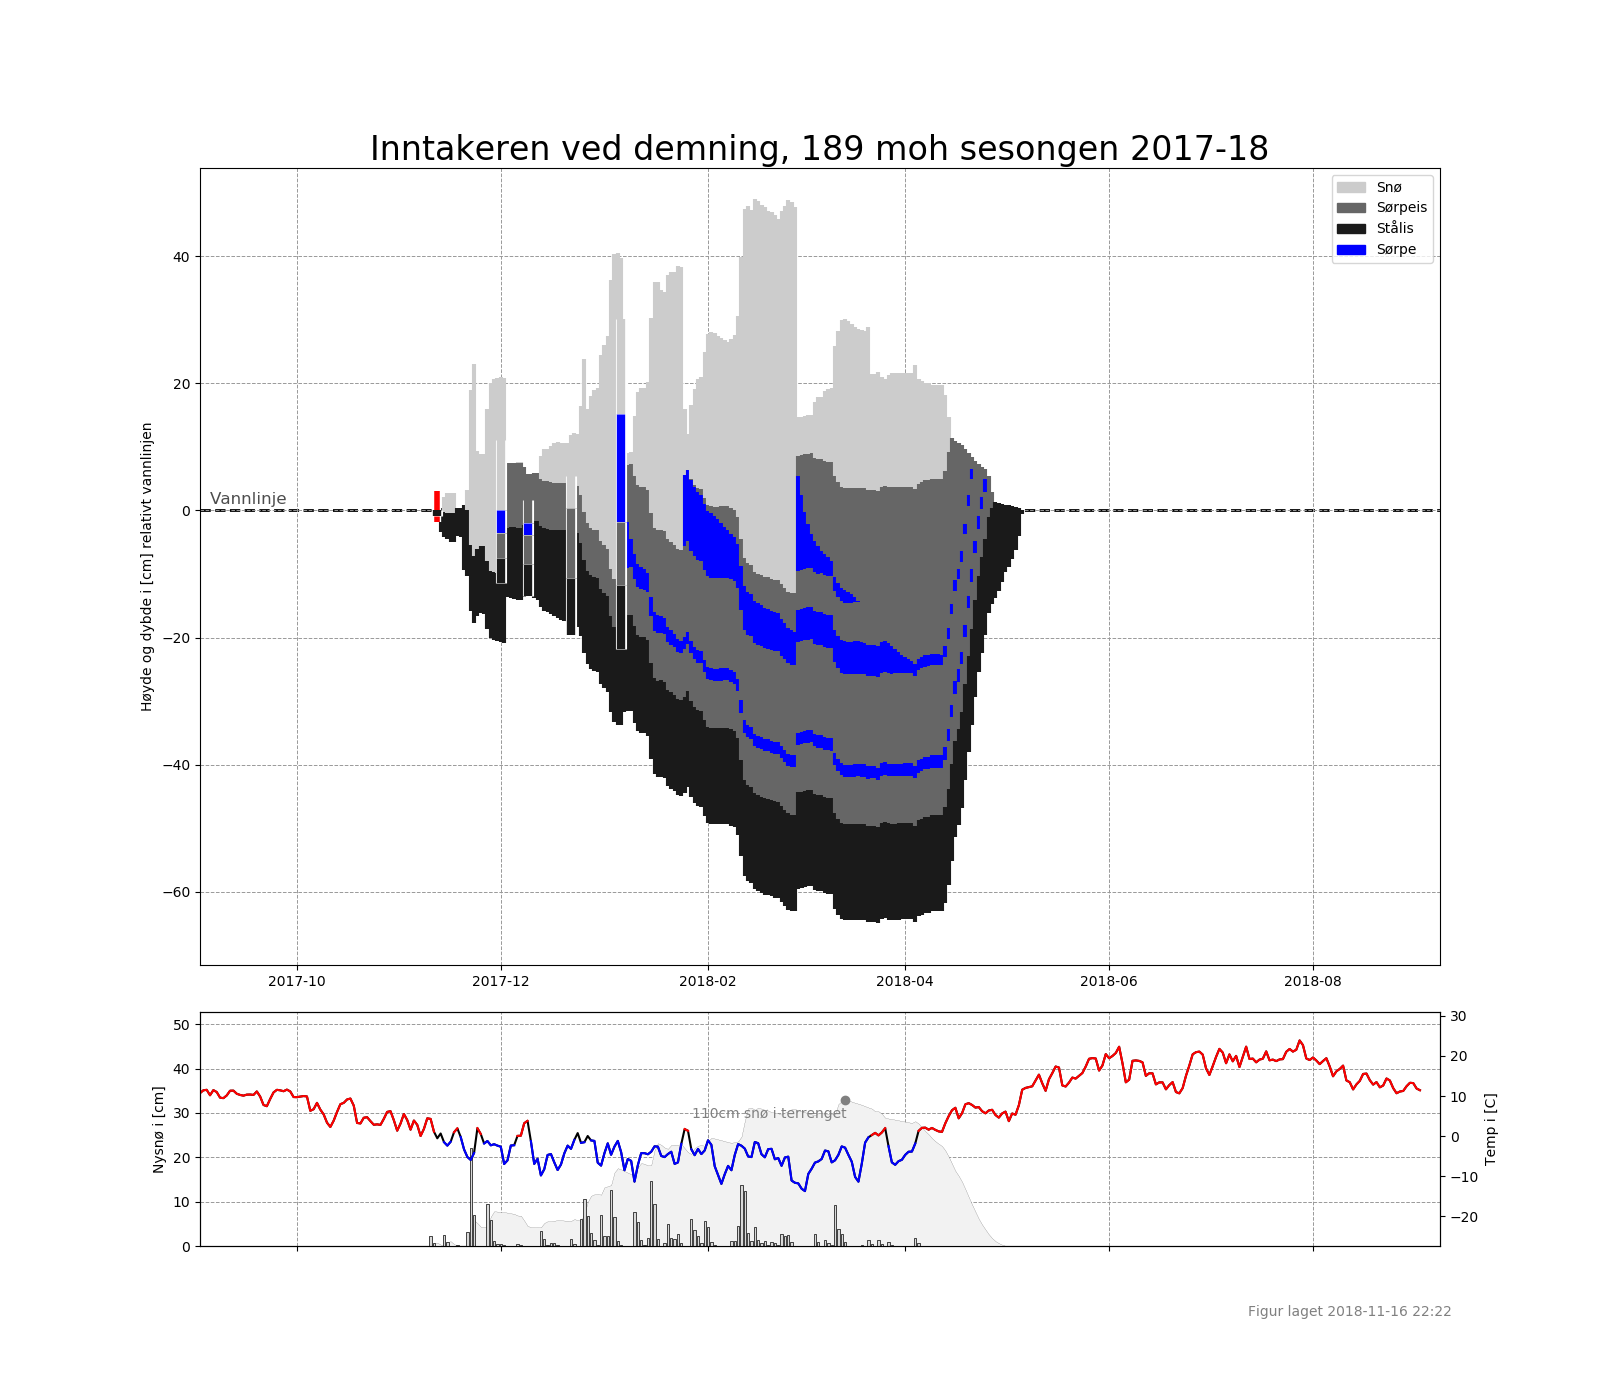 Inntakeren ved demning, 189 moh sesongen 2017-18
Snø
Sørpeis
Stålis
Sørpe
Høyde og dybde i [cm] relativt vannlinjen
40
20
0
−20
−40
−60
Vannlinje
2017-10
2017-12
2018-02
2018-04
2018-06
2018-08
Nysnø i [cm]
50
40
30
20
10
0
110cm snø i terrenget
30
20
10
0
−10
−20
Temp i [C]
Figur laget 2018-11-16 22:22